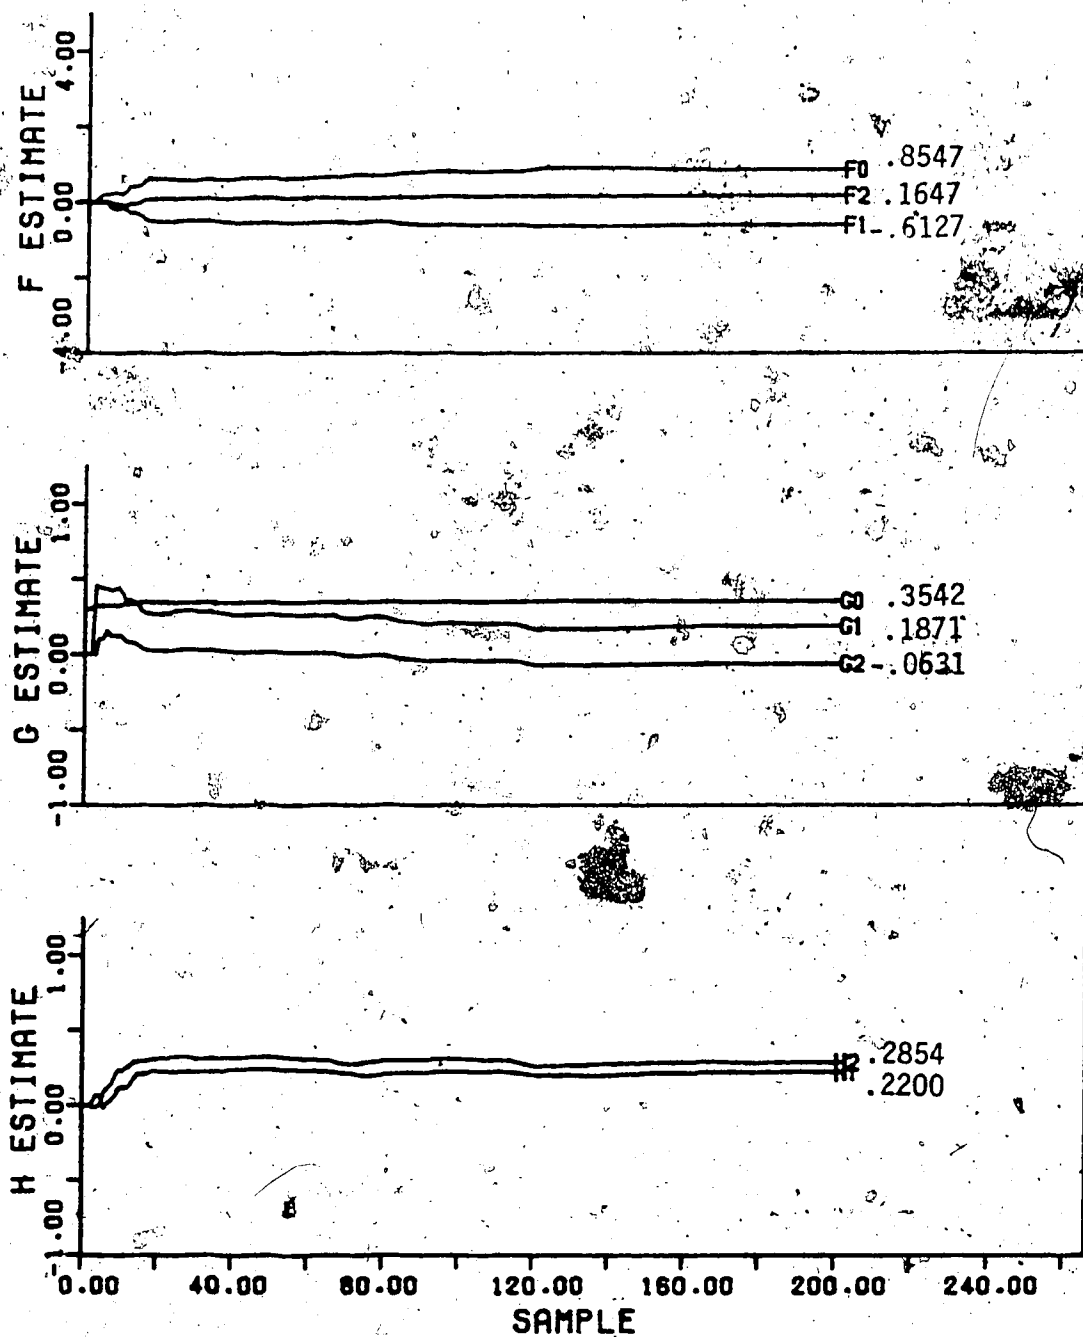 F ESTIMATE
4.00
0.00
-4.00
F0 .8547
F2 .1647
F1 -.6127
G ESTIMATE
1.00
0.00
-1.00
G0 .3542
G1 .1871
G2 -.0631
H ESTIMATE
1.00
0.00
-1.00
H2 .2854
H1 .2200
0.00 40.00 80.00 120.00 160.00 200.00 240.00
SAMPLE